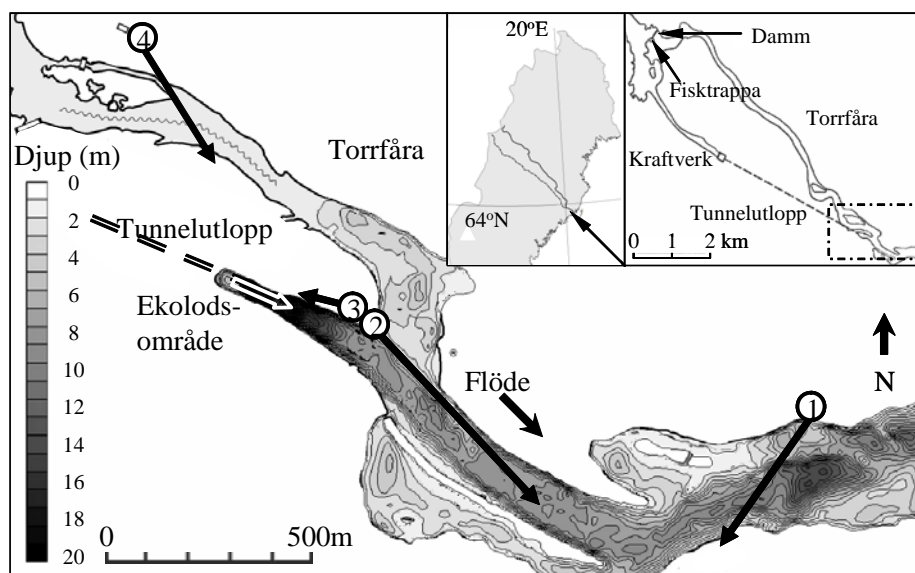 4
Torrfåra
Djup (m)
0
2
4
6
8
10
12
14
16
18
20
Tunnelutlopp
Ekolods-
område
3
2
Flöde
1
N
0 500m
20ºE
64ºN
Damm
Fisktrappa
Torrfåra
Kraftverk
Tunnelutlopp
0 1 2 km